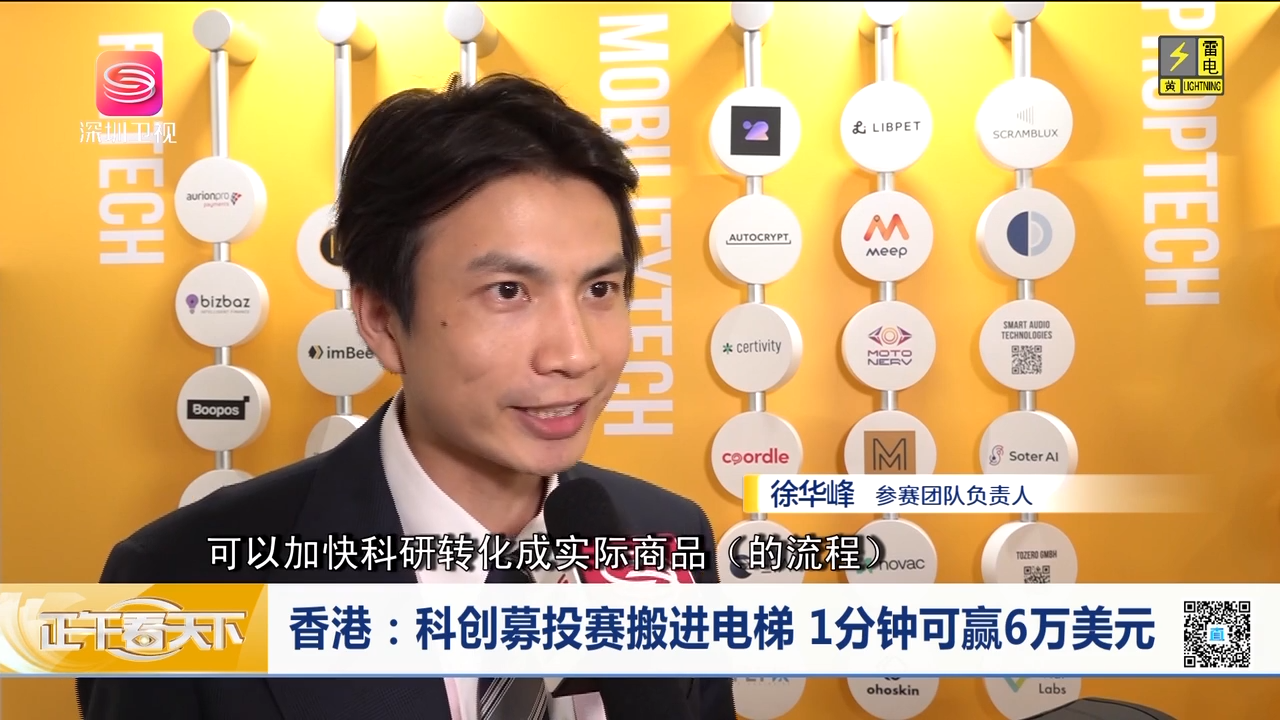 深圳卫视
雷电
黄 LIGHTNING
MOBILITYTECH
PROPTECH
TECH
aurionpro
payments
bizbaz
imBee
Boopos
LIBPET
SCRAMBLUX
AUTOCRYPT
meep
certivity
MOTO
NERV
SMART AUDIO
TECHNOLOGIES
coordle
M
Soter AI
novac
TOZERO GMBH
ohoskin
Labs
徐华峰 参赛团队负责人
可以加快科研转化成实际商品（的流程）
正午看天下
香港：科创募投赛搬进电梯 1分钟可赢6万美元